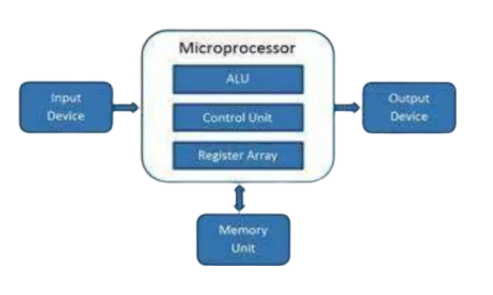 Microprocessor
ALU
Input
Device
Control Unit
Output
Device
Register Array
Memory
Unit